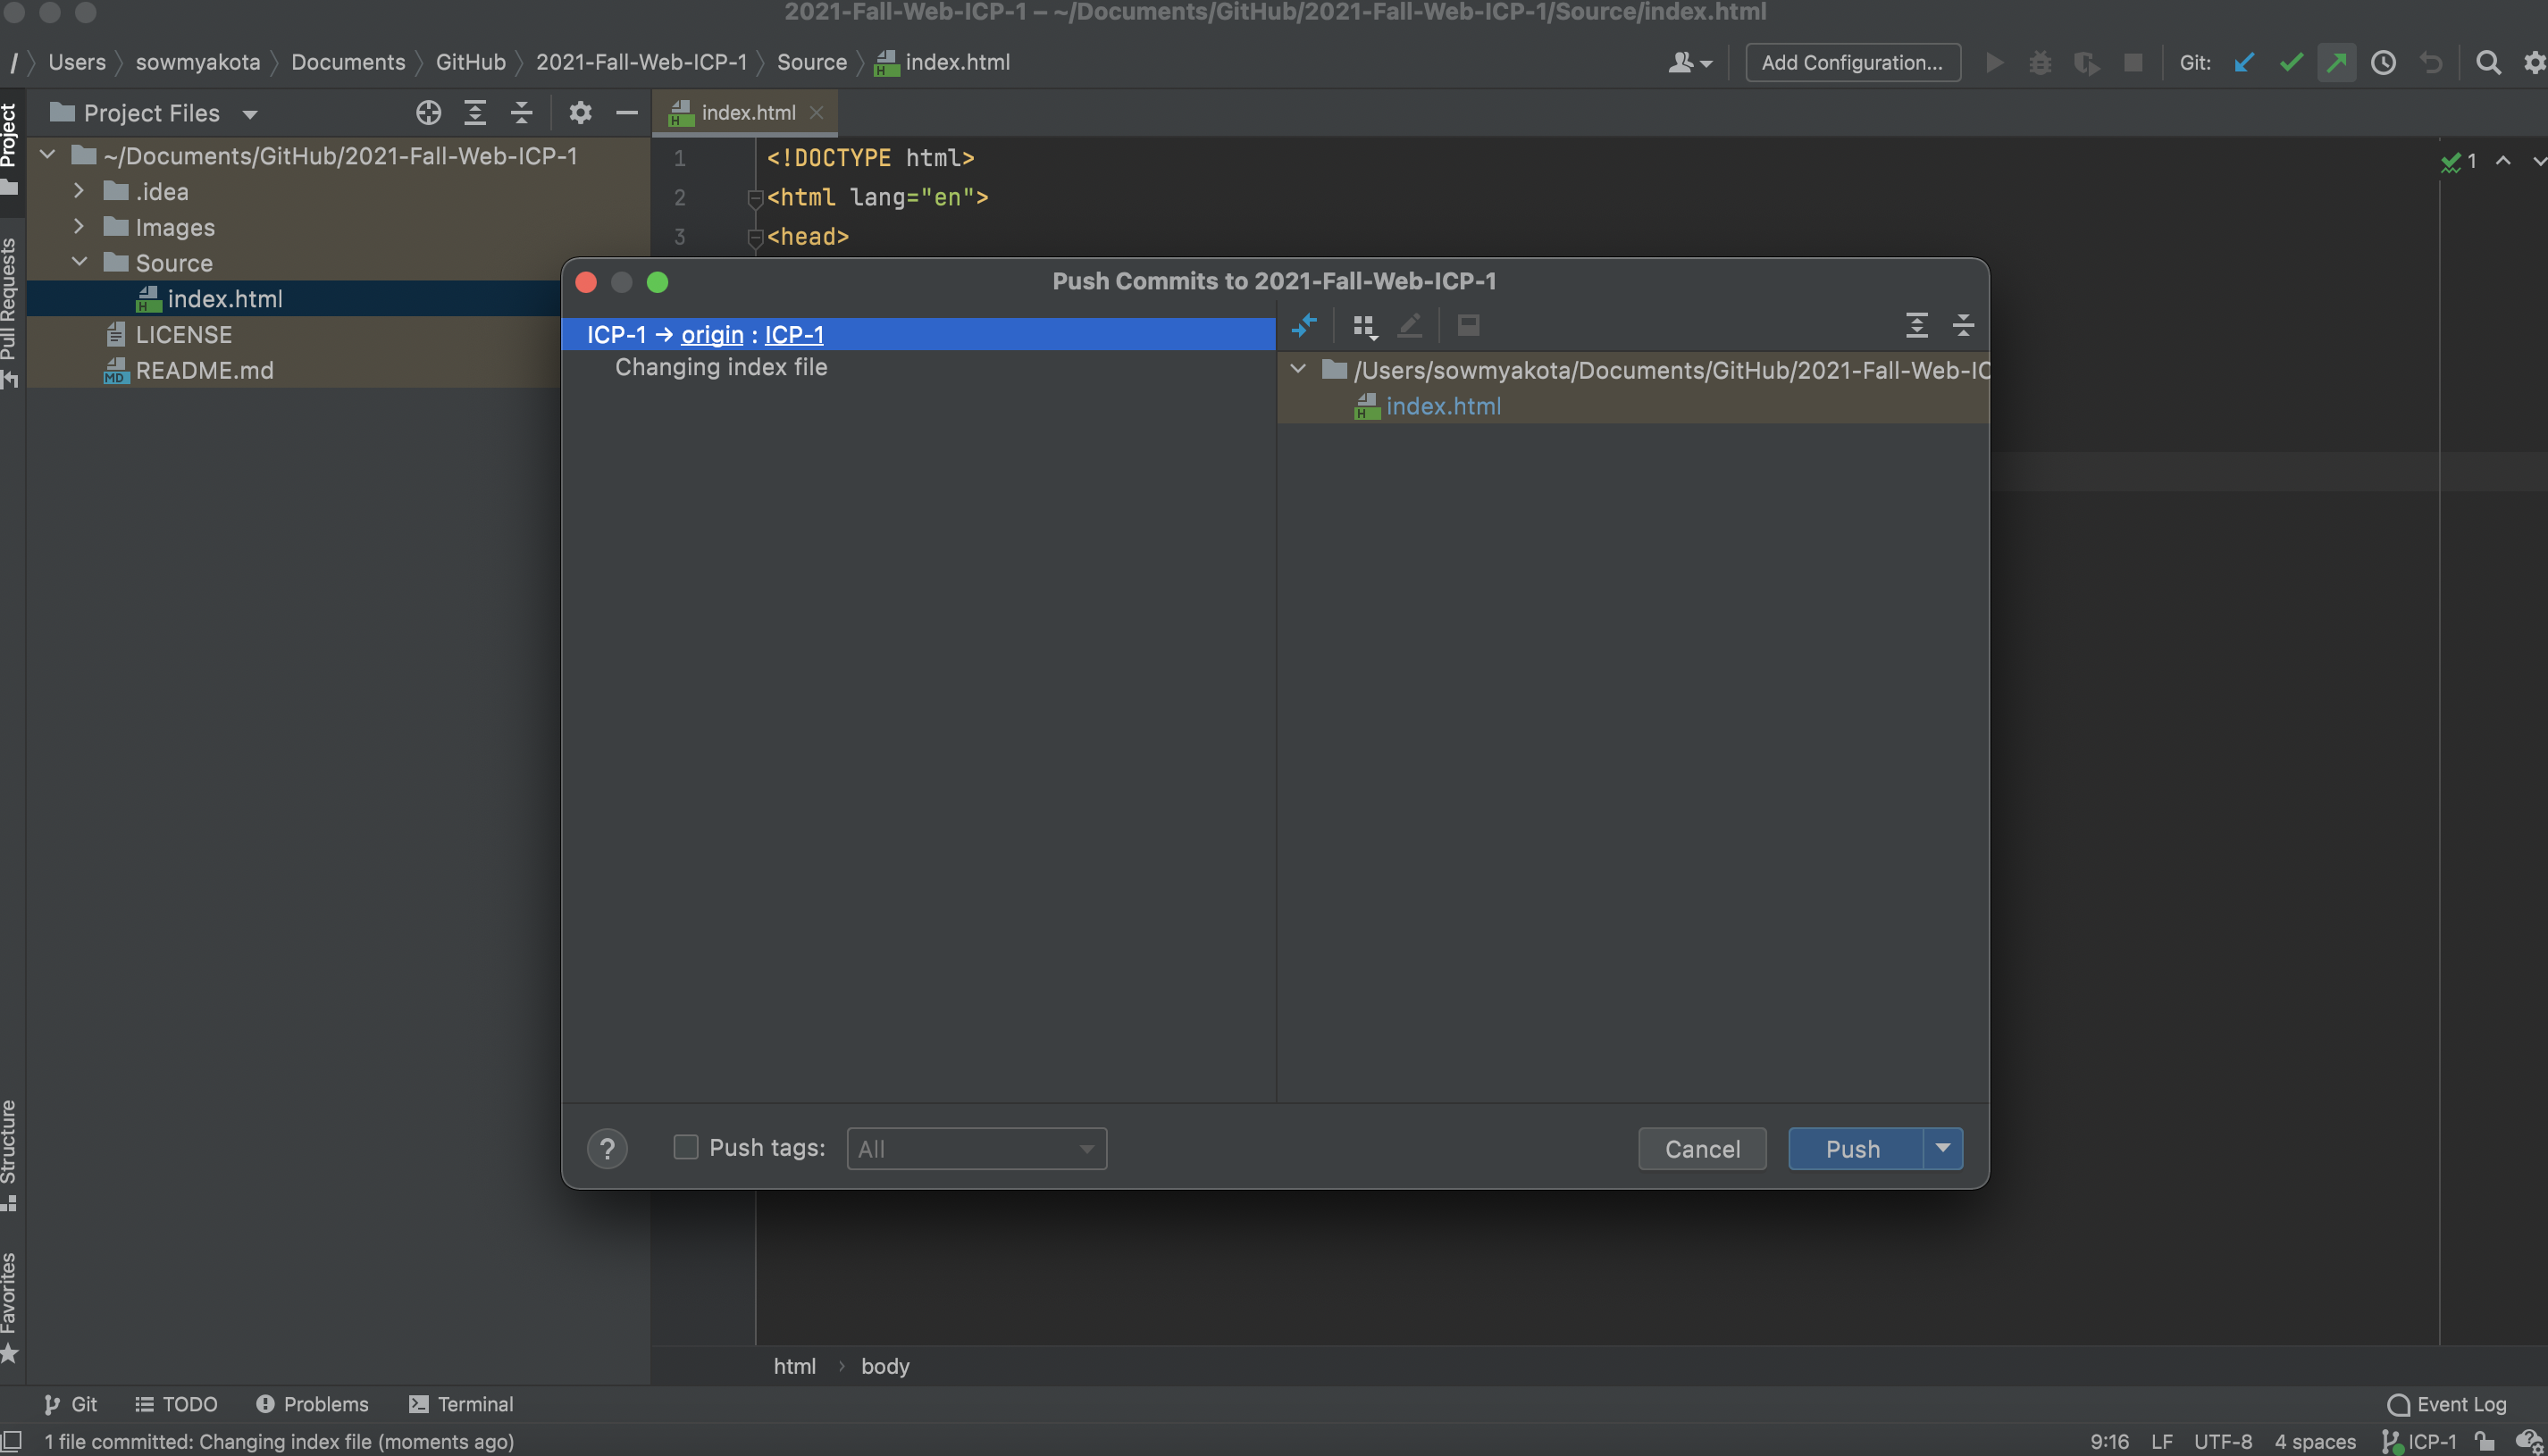 2021-Fall-Web-ICP-1 – ~/Documents/GitHub/2021-Fall-Web-ICP-1/Source/index.html
/ Users sowmyakota Documents GitHub 2021-Fall-Web-ICP-1 Source index.html
Add Configuration...
Git:
Project
Pull Requests
Structure
Favorites
Project Files
~/Documents/GitHub/2021-Fall-Web-ICP-1
.idea
Images
Source
index.html
LICENSE
README.md
index.html
1 <!DOCTYPE html>
2 <html lang="en">
3 <head>
1
Push Commits to 2021-Fall-Web-ICP-1
ICP-1 → origin : ICP-1
Changing index file
/Users/sowmyakota/Documents/GitHub/2021-Fall-Web-IC
index.html
? Push tags: All
Cancel Push
html › body
Git TODO Problems Terminal Event Log
1 file committed: Changing index file (moments ago) 9:16 LF UTF-8 4 spaces ICP-1